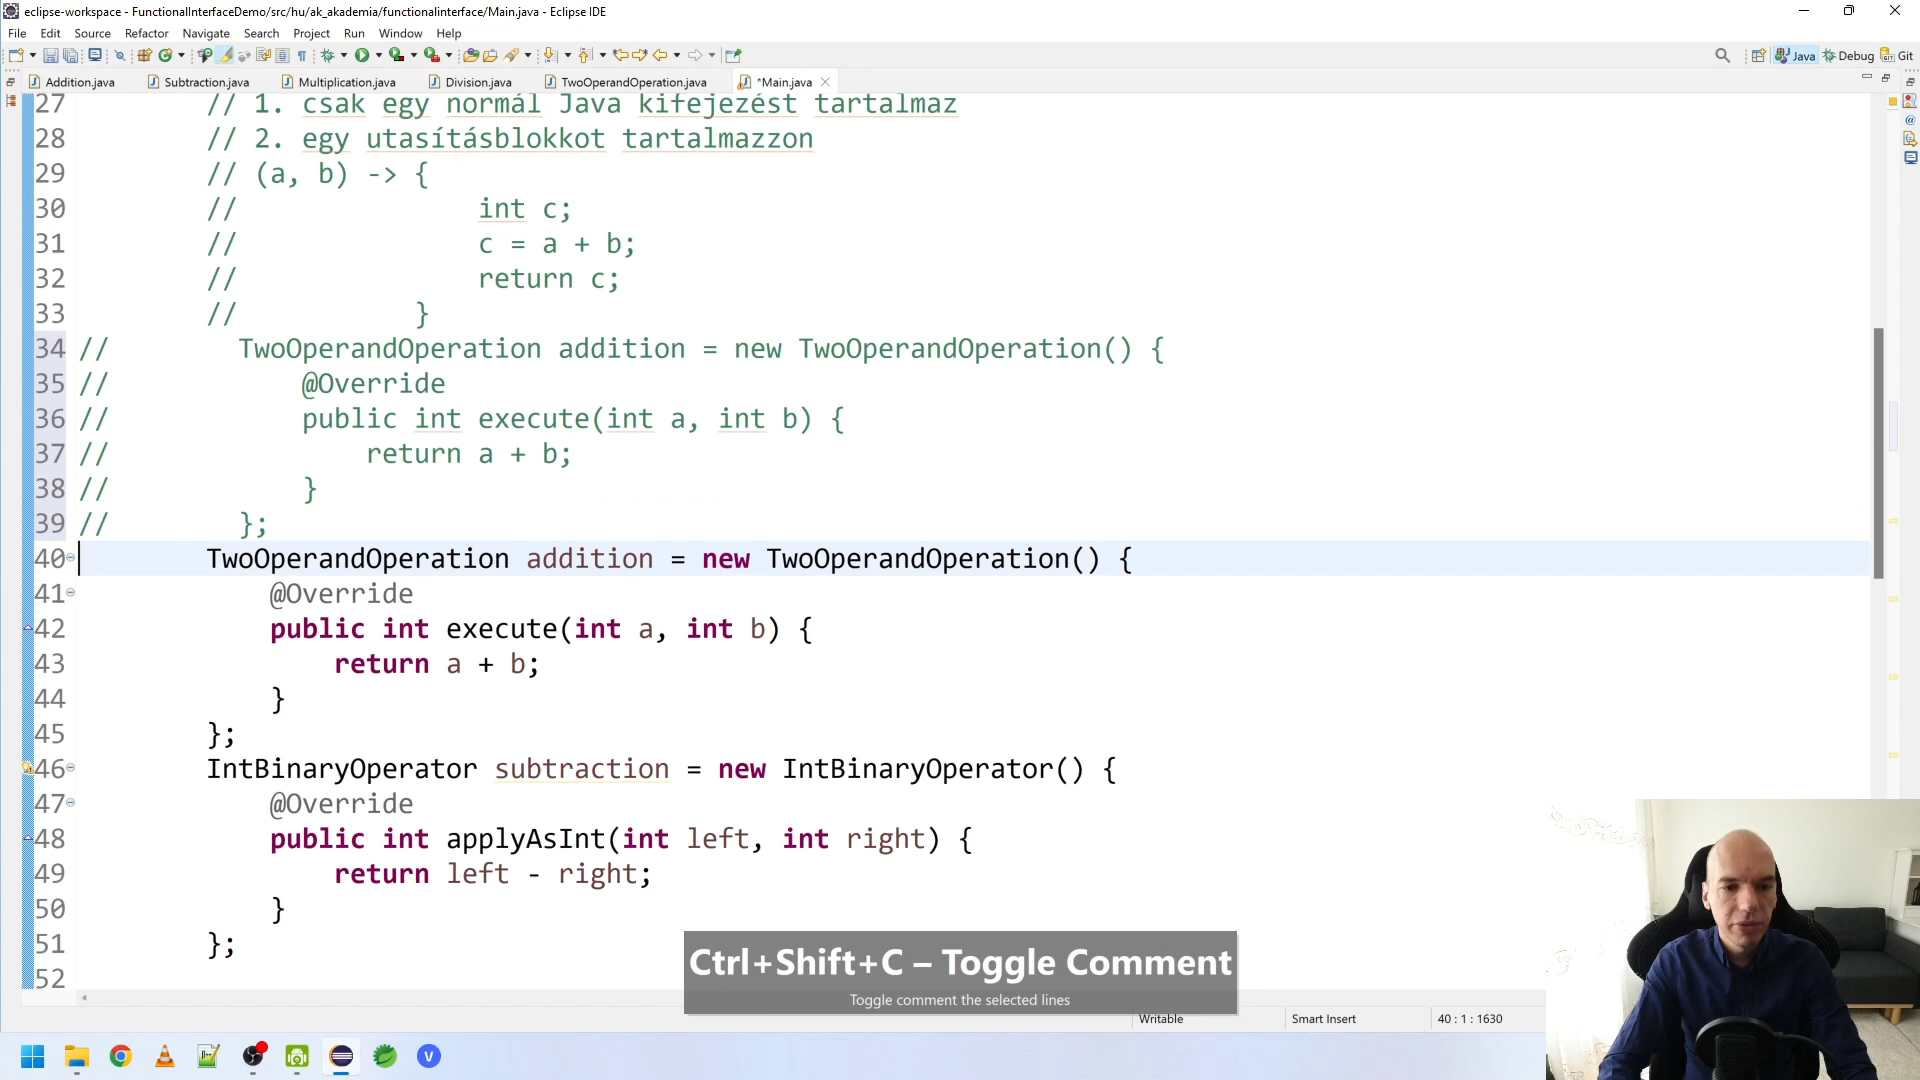 eclipse-workspace - FunctionalInterfaceDemo/src/hu/ak_akademia/functionalinterface/Main.java - Eclipse IDE
File Edit Source Refactor Navigate Search Project Run Window Help
Java Debug Git
Addition.java Subtraction.java Multiplication.java Division.java TwoOperandOperation.java *Main.java
27 // 1. csak egy normál Java kifejezést tartalmaz
28 // 2. egy utasításblokkot tartalmazzon
29 // (a, b) -> {
30 // int c;
31 // c = a + b;
32 // return c;
33 // }
34 // TwoOperandOperation addition = new TwoOperandOperation() {
35 // @Override
36 // public int execute(int a, int b) {
37 // return a + b;
38 // }
39 // };
40 TwoOperandOperation addition = new TwoOperandOperation() {
41 @Override
42 public int execute(int a, int b) {
43 return a + b;
44 }
45 };
46 IntBinaryOperator subtraction = new IntBinaryOperator() {
47 @Override
48 public int applyAsInt(int left, int right) {
49 return left - right;
50 }
51 };
52
Ctrl+Shift+C – Toggle Comment
Toggle comment the selected lines
Writable Smart Insert 40 : 1 : 1630
V